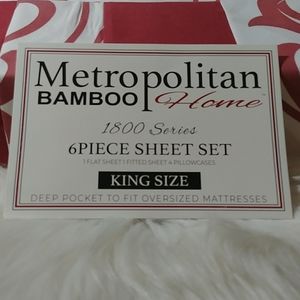 Metropolitan
BAMBOO Home
1800 Series
6PIECE SHEET SET
1 FLAT SHEET 1 FITTED SHEET 4 PILLOWCASES
KING SIZE
DEEP POCKET TO FIT OVERSIZED MATTRESSES